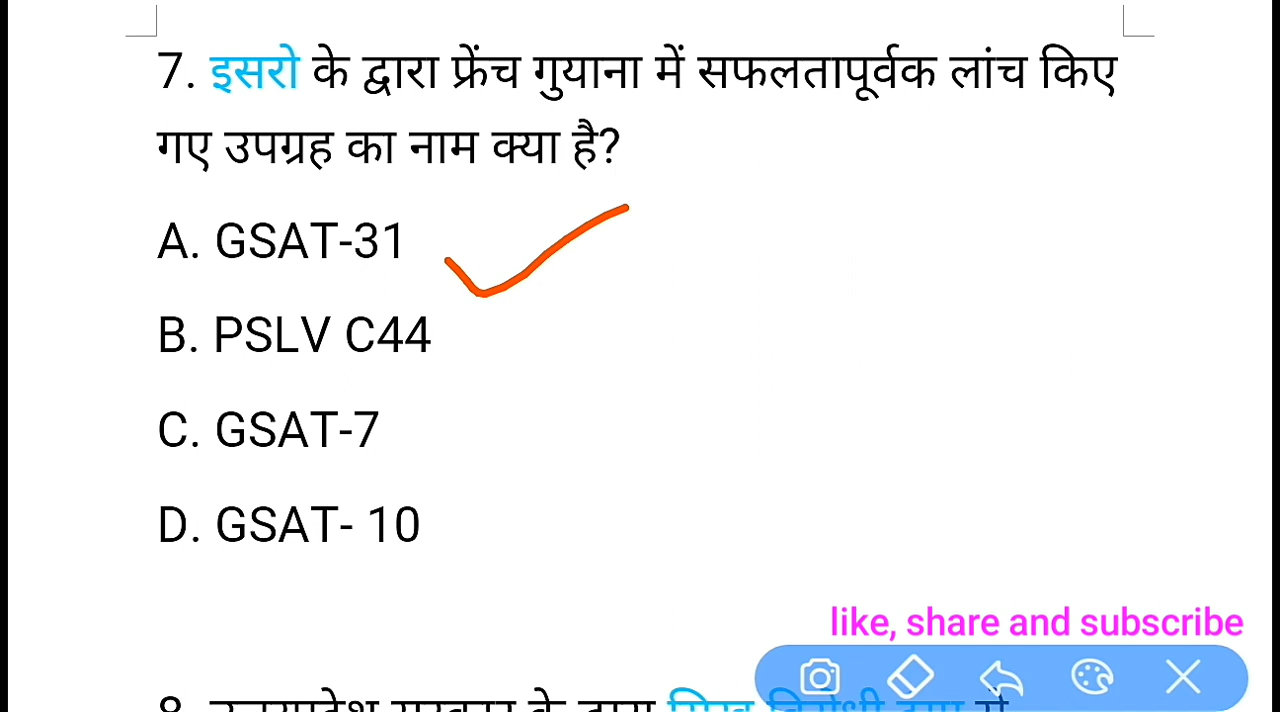 7. इसरो के द्वारा फ्रेंच गुयाना में सफलतापूर्वक लांच किए
गए उपग्रह का नाम क्या है?
A. GSAT-31
B. PSLV C44
C. GSAT-7
D. GSAT- 10
like, share and subscribe